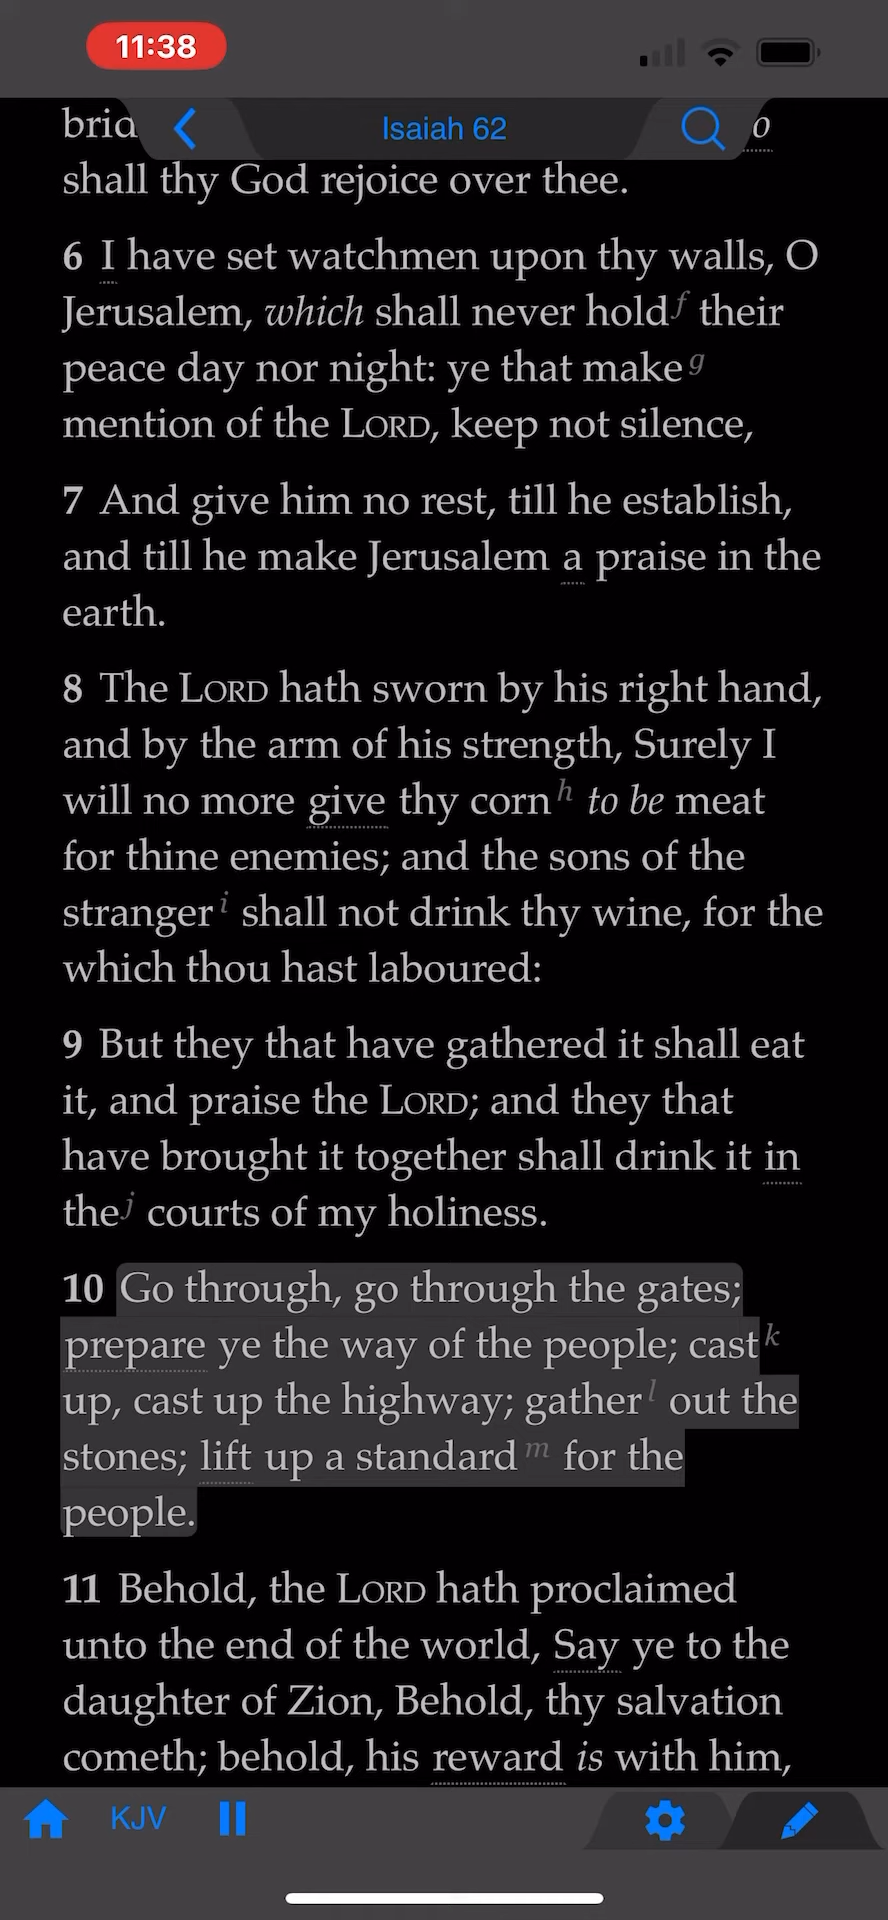 11:38
Isaiah 62
brid o
shall thy God rejoice over thee.
6 I have set watchmen upon thy walls, O
Jerusalem, which shall never hold f their
peace day nor night: ye that make g
mention of the LORD, keep not silence,
7 And give him no rest, till he establish,
and till he make Jerusalem a praise in the
earth.
8 The LORD hath sworn by his right hand,
and by the arm of his strength, Surely I
will no more give thy corn h to be meat
for thine enemies; and the sons of the
stranger i shall not drink thy wine, for the
which thou hast laboured:
9 But they that have gathered it shall eat
it, and praise the LORD; and they that
have brought it together shall drink it in
the j courts of my holiness.
10 Go through, go through the gates;
prepare ye the way of the people; cast k
up, cast up the highway; gather l out the
stones; lift up a standard m for the
people.
11 Behold, the LORD hath proclaimed
unto the end of the world, Say ye to the
daughter of Zion, Behold, thy salvation
cometh; behold, his reward is with him,
KJV